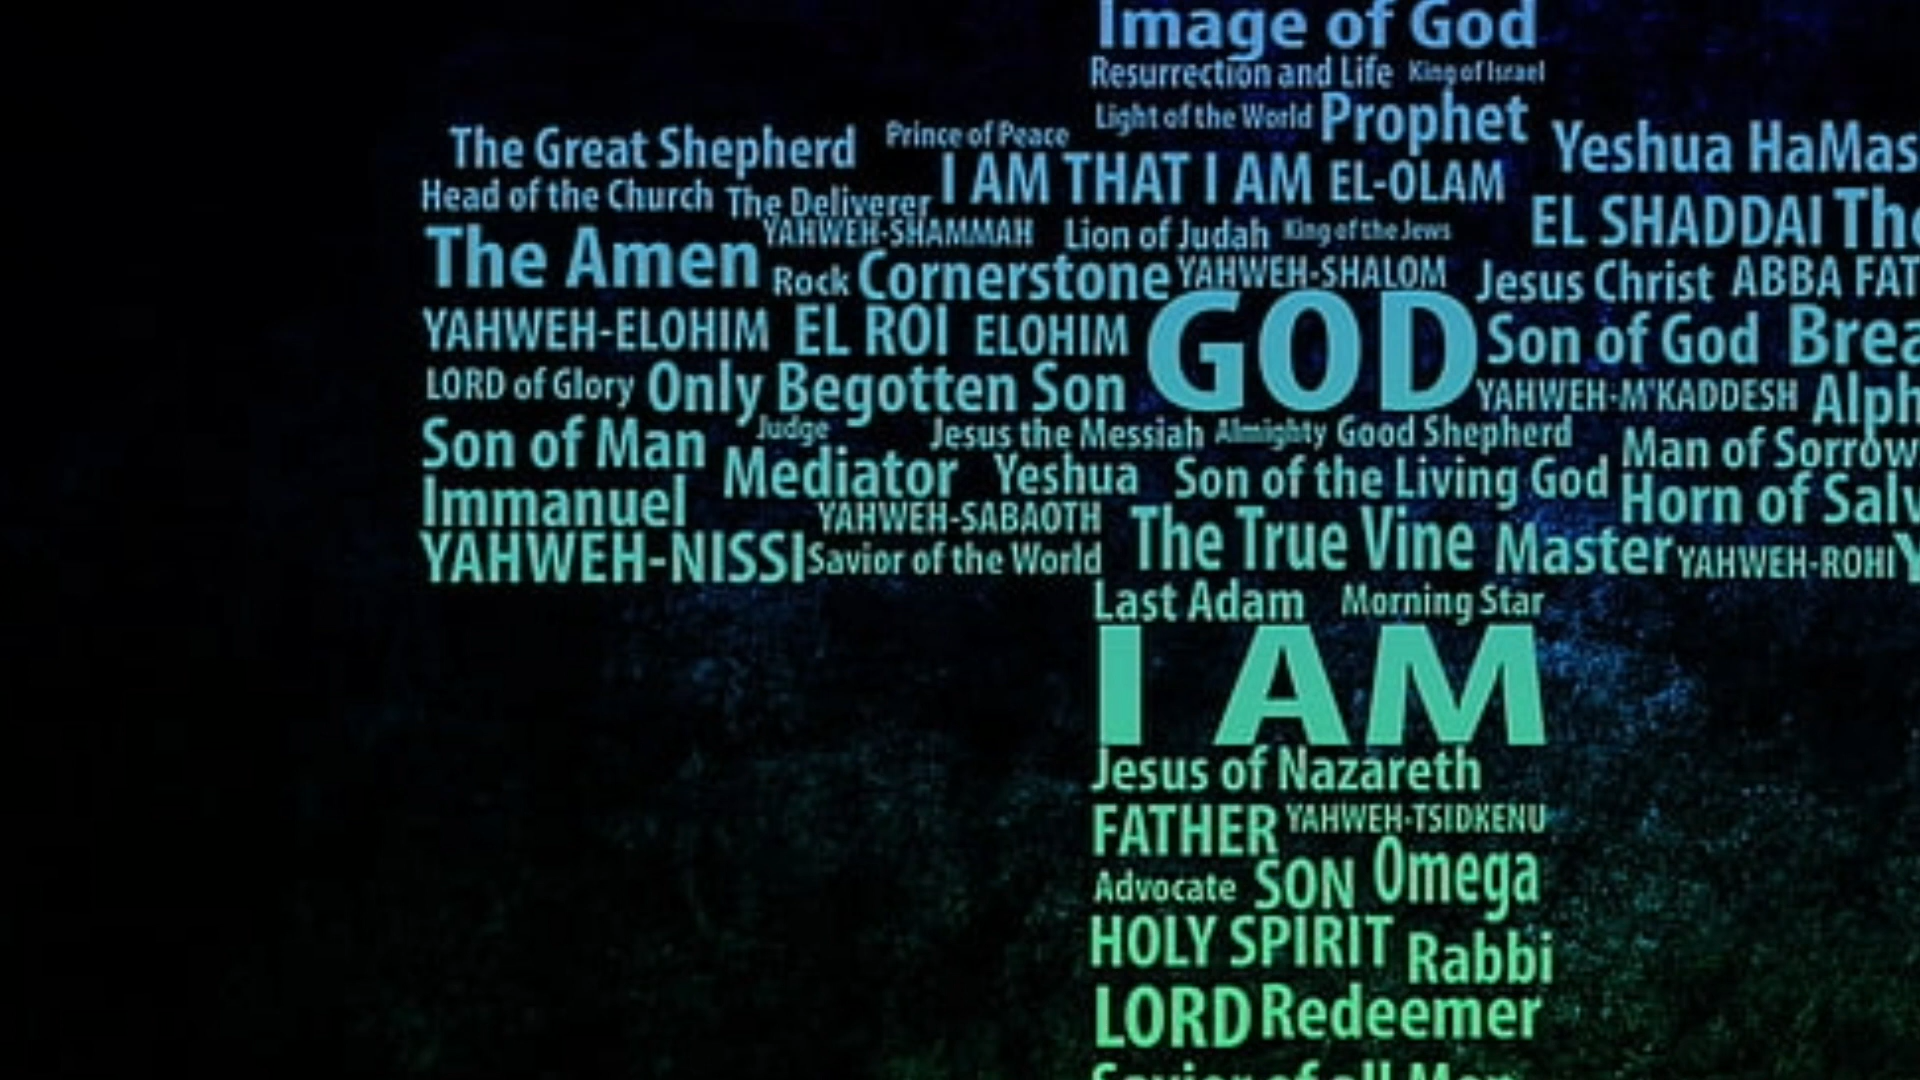 Image of God
Resurrection and Life King of Israel
Light of the World Prophet
The Great Shepherd Prince of Peace Yeshua HaMas
Head of the Church The Deliverer I AM THAT I AM EL-OLAM
YAHWEH-SHAMMAH Lion of Judah King of the Jews EL SHADDAI The
The Amen Rock Cornerstone YAHWEH-SHALOM Jesus Christ ABBA FAT
YAHWEH-ELOHIM EL ROI ELOHIM GOD Son of God Brea
LORD of Glory Only Begotten Son YAHWEH-M'KADDESH Alph
Son of Man Judge Jesus the Messiah Almighty Good Shepherd Man of Sorrow
Mediator Yeshua Son of the Living God
Immanuel YAHWEH-SABAOTH Horn of Salv
YAHWEH-NISSI Savior of the World The True Vine Master YAHWEH-ROHI Y
Last Adam Morning Star
I AM
Jesus of Nazareth
FATHER YAHWEH-TSIDKENU
Advocate SON Omega
HOLY SPIRIT Rabbi
LORD Redeemer
Savior of all Men